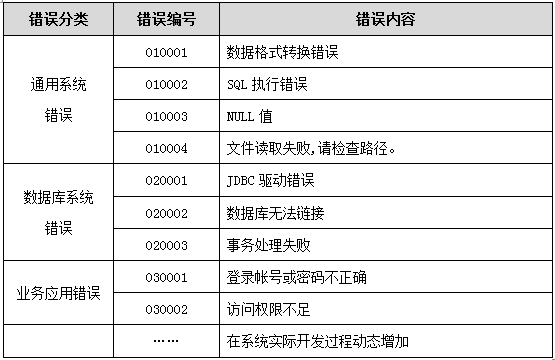 错误分类 错误编号 错误内容
通用系统
错误
010001 数据格式转换错误
010002 SQL 执行错误
010003 NULL 值
010004 文件读取失败,请检查路径。
数据库系统
错误
020001 JDBC 驱动错误
020002 数据库无法链接
020003 事务处理失败
业务应用错误
030001 登录帐号或密码不正确
030002 访问权限不足
…… 在系统实际开发过程动态增加